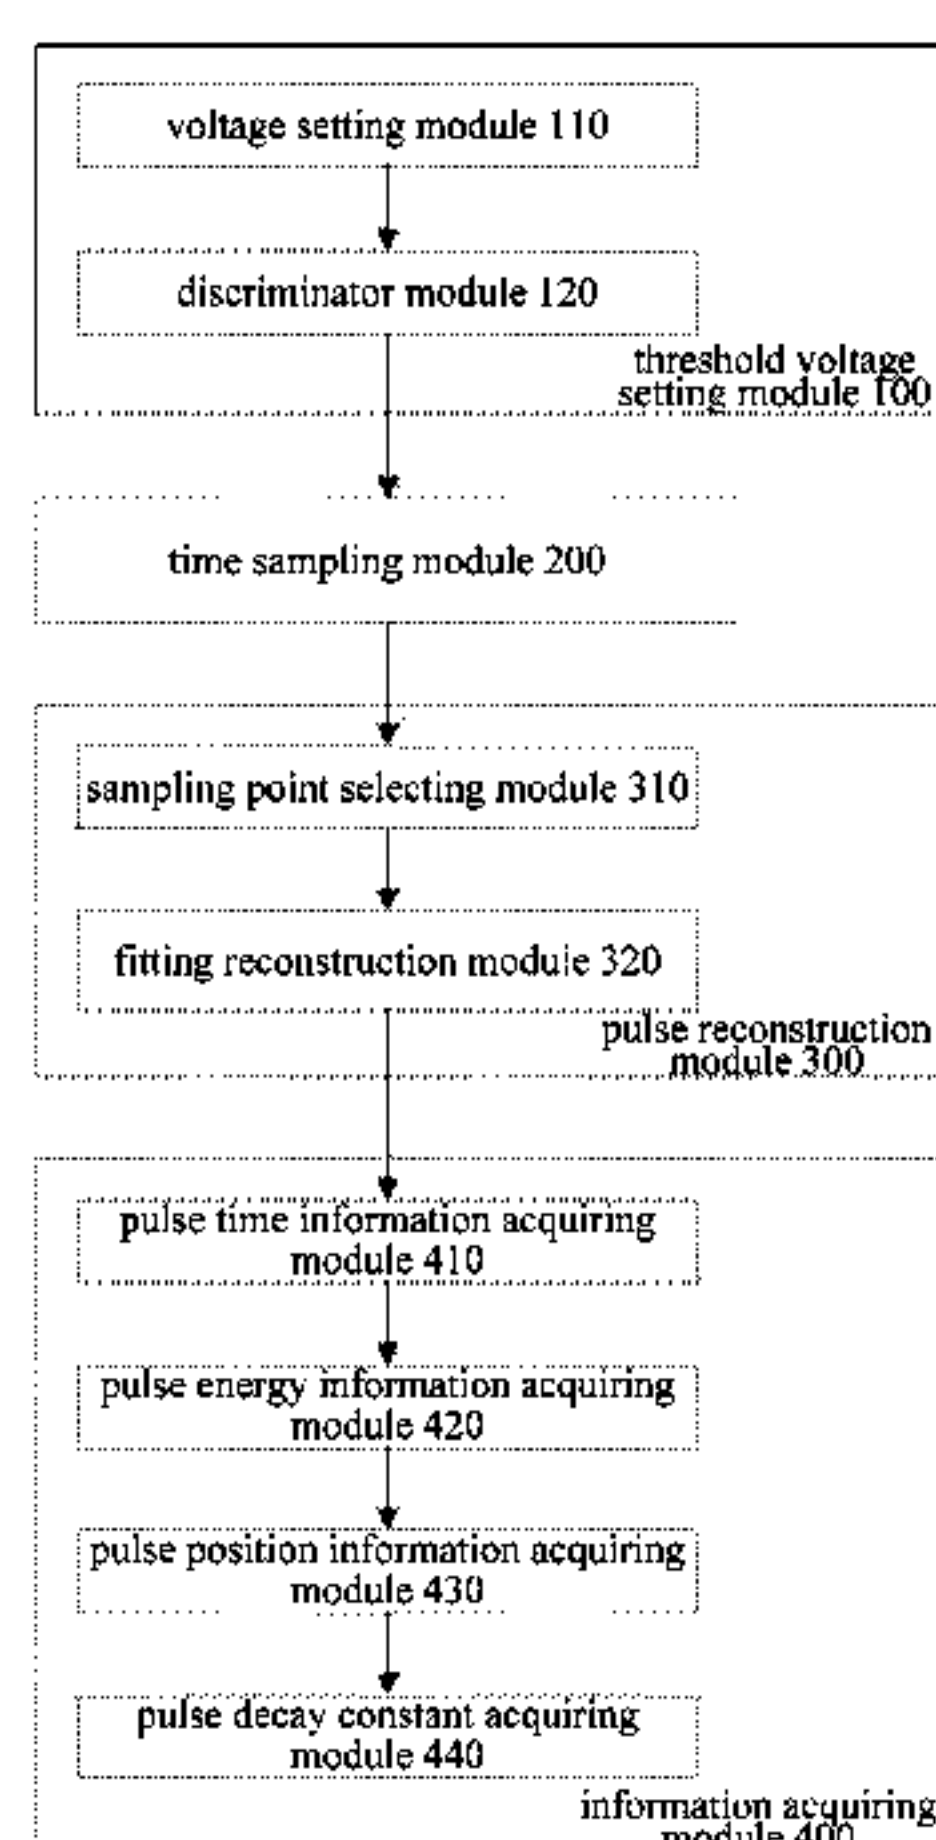 voltage setting module 110
discriminator module 120
threshold voltage
setting module 100
time sampling module 200
sampling point selecting module 310
fitting reconstruction module 320
pulse reconstruction
module 300
pulse time information acquiring
module 410
pulse energy information acquiring
module 420
pulse position information acquiring
module 430
pulse decay constant acquiring
module 440
information acquiring
module 400